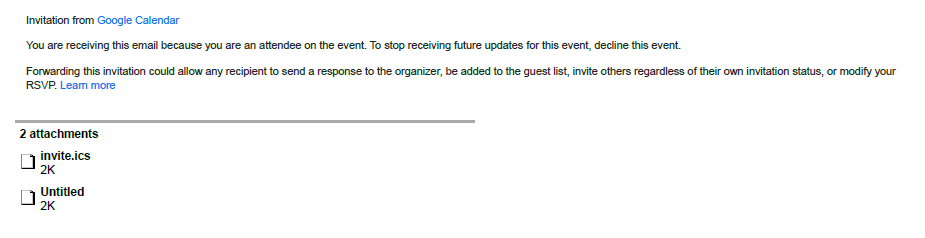 Invitation from Google Calendar
You are receiving this email because you are an attendee on the event. To stop receiving future updates for this event, decline this event.
Forwarding this invitation could allow any recipient to send a response to the organizer, be added to the guest list, invite others regardless of their own invitation status, or modify your
RSVP. Learn more
2 attachments
invite.ics
2K
Untitled
2K